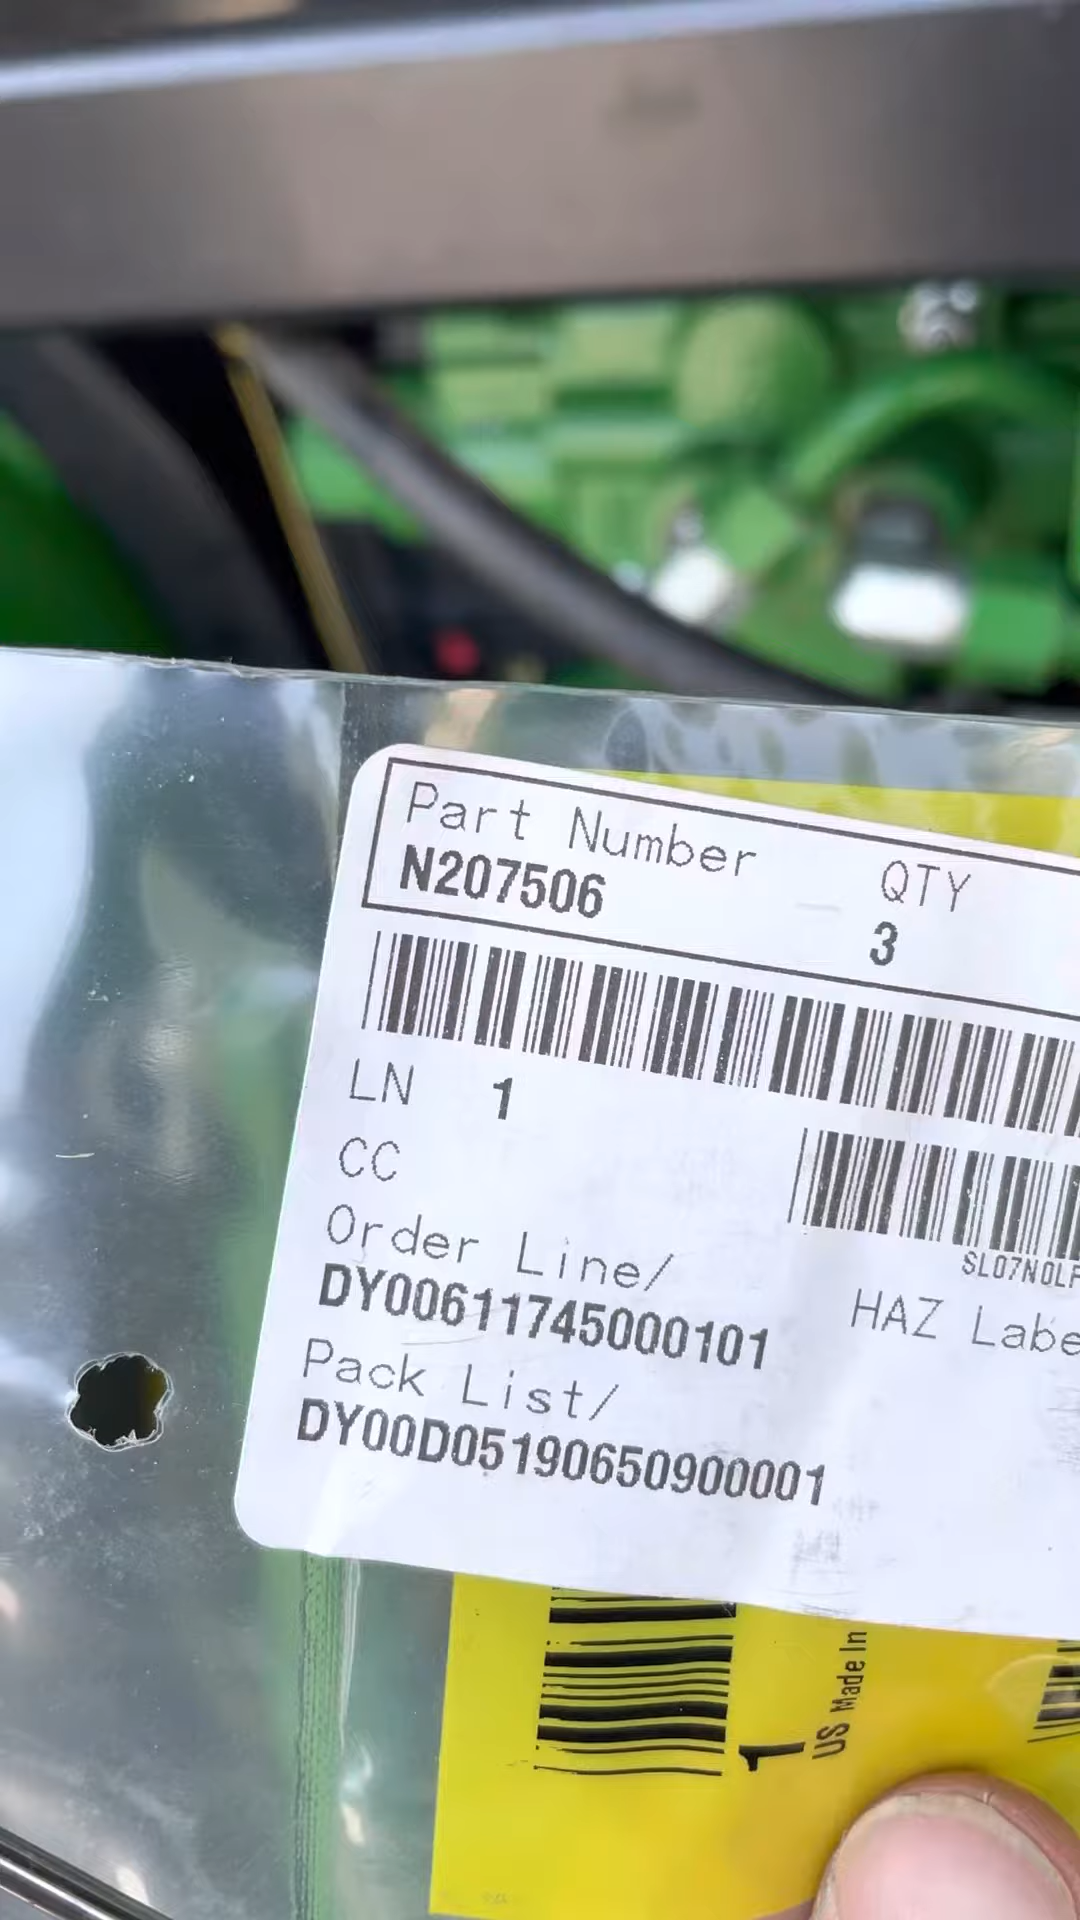 Part Number QTY
N207506 3
LN 1
CC
SL07N0LF
Order Line/
HAZ Labe
DY00611745000101
Pack List/
DY00D05190650900001
1
US Made In